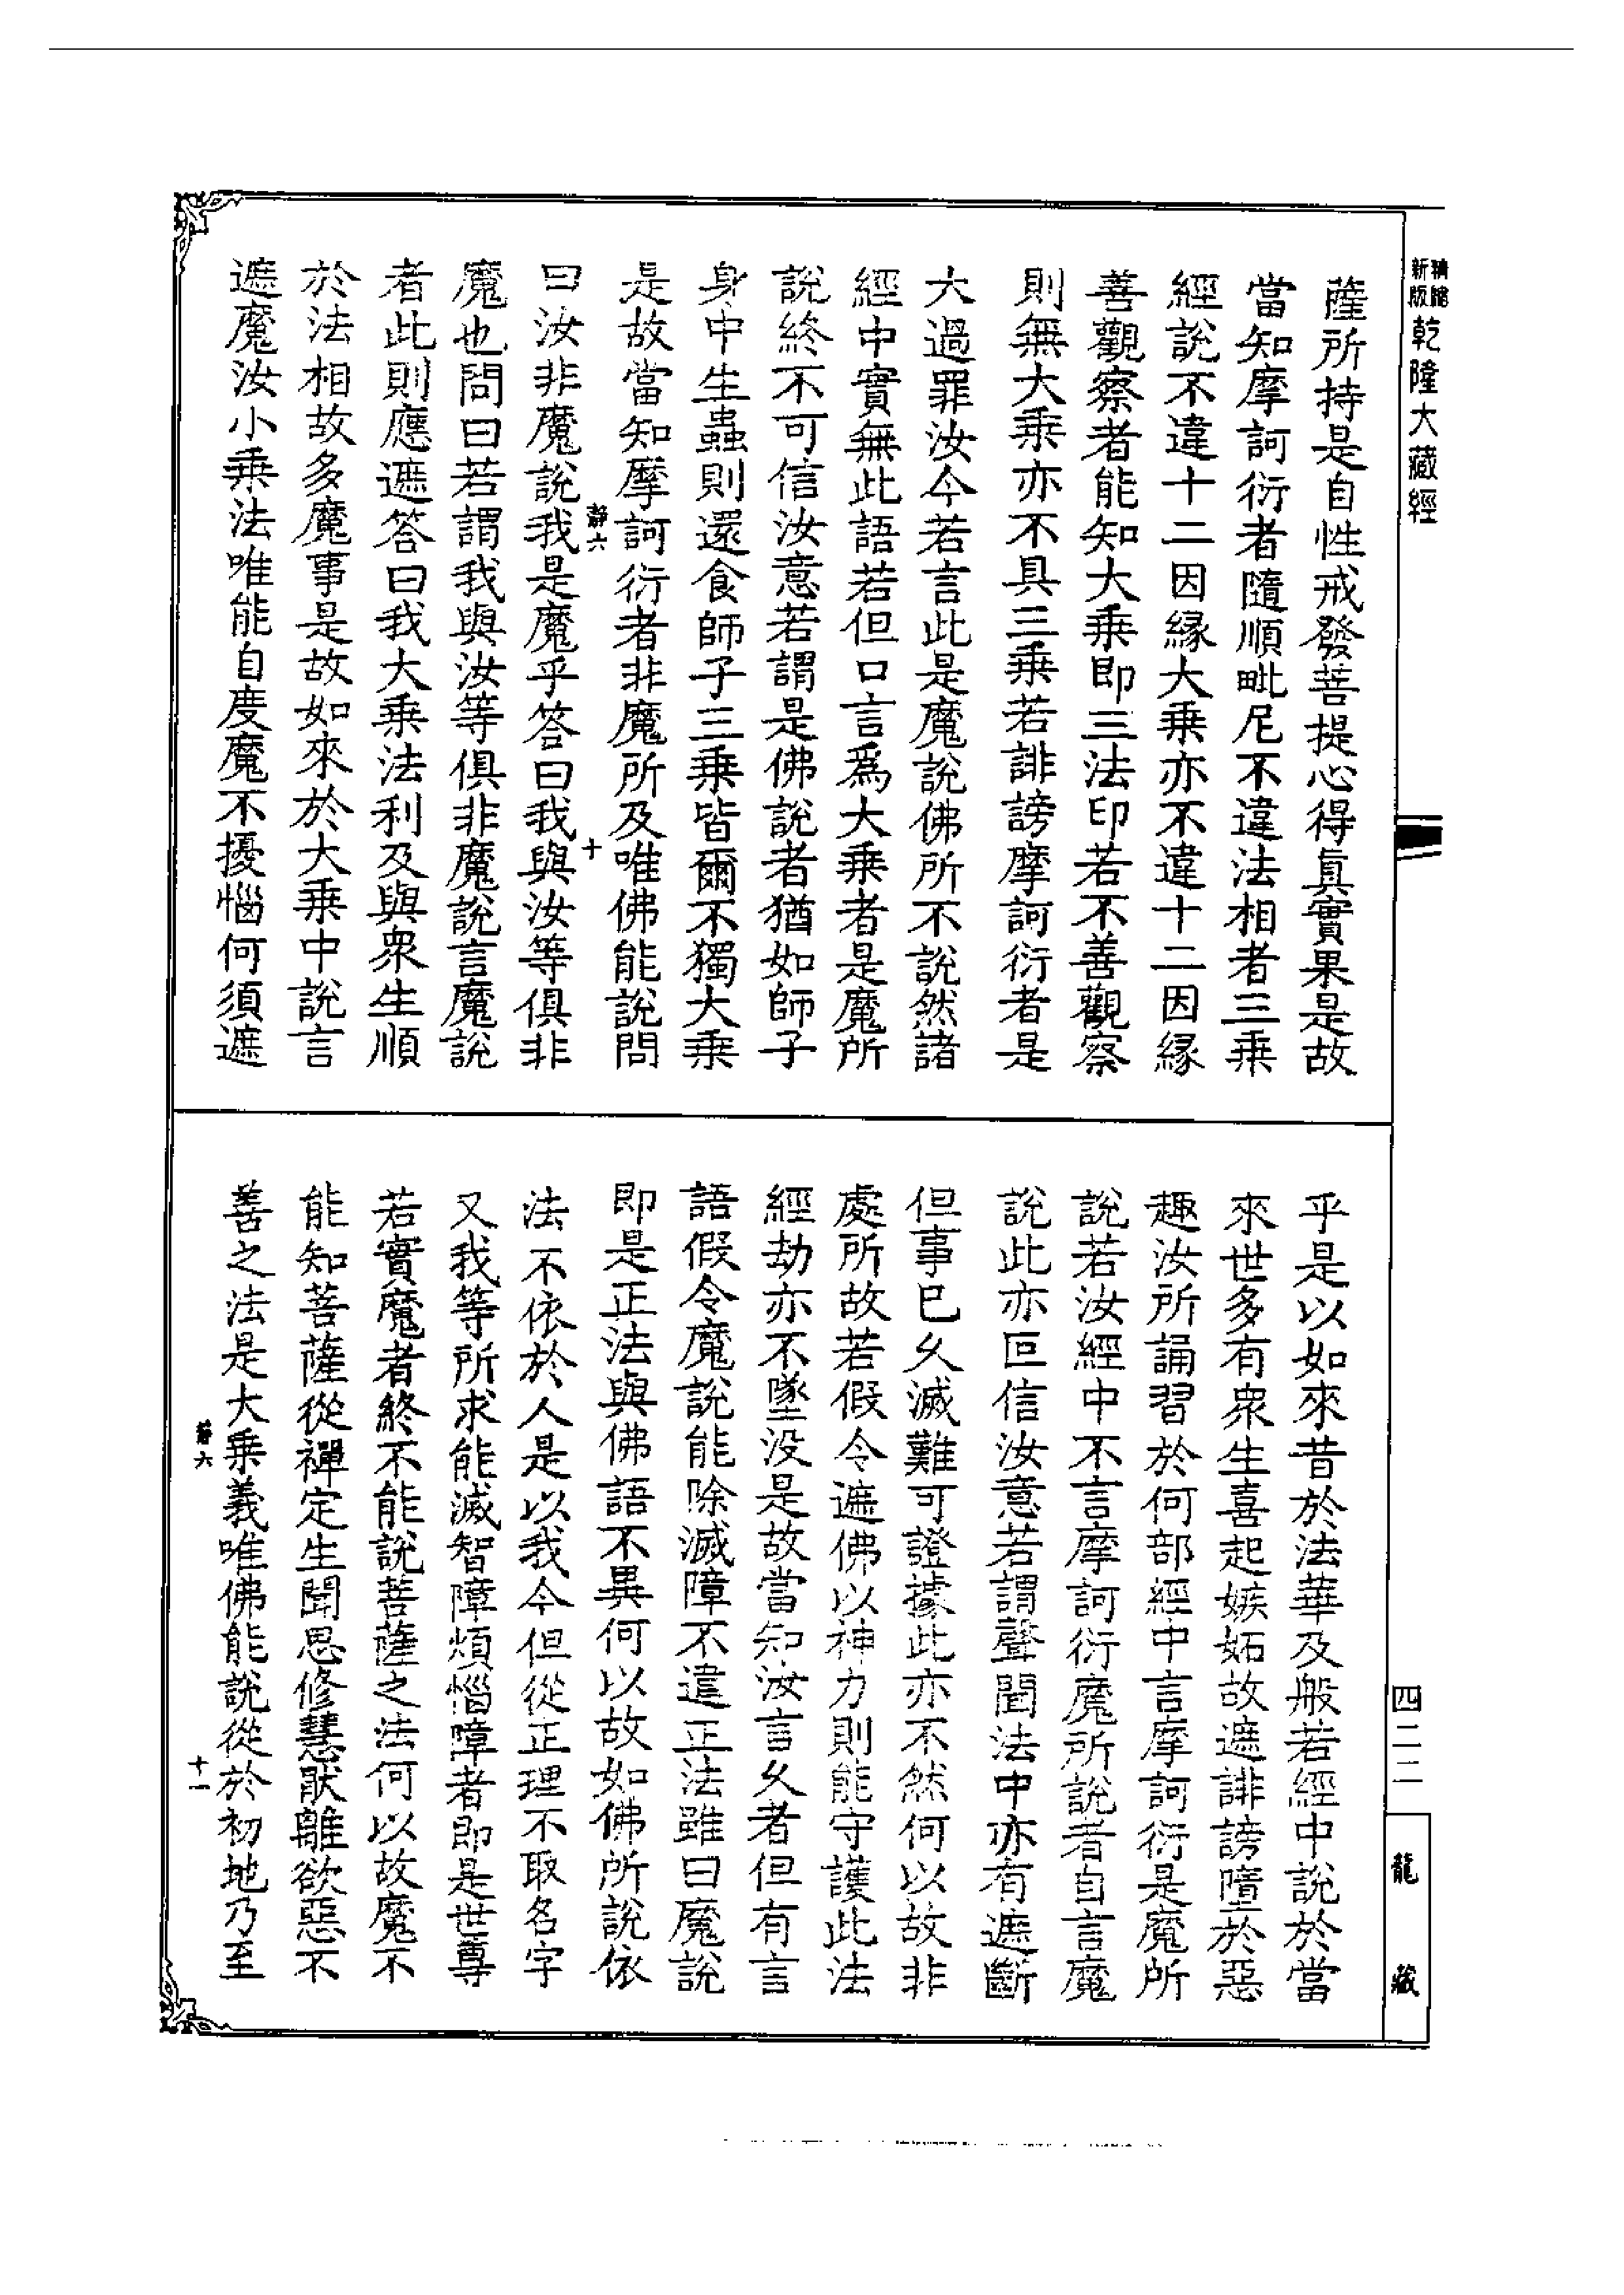 精縮
新版
乾隆大藏經
薩所持是自性戒發菩提心得眞實果是故
當知摩訶衍者隨順毗尼不違法相者三乗
經說不違十二因緣大乗亦不違十二因緣
善觀察者能知大乗即三法印若不善觀察
則無大乗亦不具三乗若誹謗摩訶衍者是
大過罪汝今若言此是魔說佛所不說然諸
經中實無此語若但口言爲大乗者是魔所
說終不可信汝意若謂是佛說者猶如師子
身中生蟲則還食師子三乗皆爾不獨大乗
是故當知摩訶衍者非魔所及唯佛能說問
靜六
十
曰汝非魔說我是魔乎答曰我與汝等俱非
魔也問曰若謂我與汝等俱非魔說言魔說
者此則應遮答曰我大乗法利及與衆生順
於法相故多魔事是故如來於大乗中說言
遮魔汝小乗法唯能自度魔不擾惱何須遮
四二二
龍藏
乎是以如來昔於法華及般若經中說於當
來世多有衆生喜起嫉妬故遮誹謗墮於惡
趣汝所誦習於何部經中言摩訶衍是魔所
說若汝經中不言摩訶衍魔所說者自言魔
說此亦叵信汝意若謂聲聞法中亦有遮斷
但事已久滅難可證據此亦不然何以故非
處所故若假令遮佛以神力則能守護此法
經劫亦不墜没是故當知汝言久者但有言
語假令魔說能除滅障不違正法雖曰魔說
即是正法與佛語不異何以故如佛所說依
法不依於人是以我今但從正理不取名字
又我等所求能滅智障煩惱障者即是世尊
若實魔者終不能說菩薩之法何以故魔不
能知菩薩從禪定生聞思修慧猒離欲惡不
善之法是大乗義唯佛能說從於初地乃至
靜六
十一